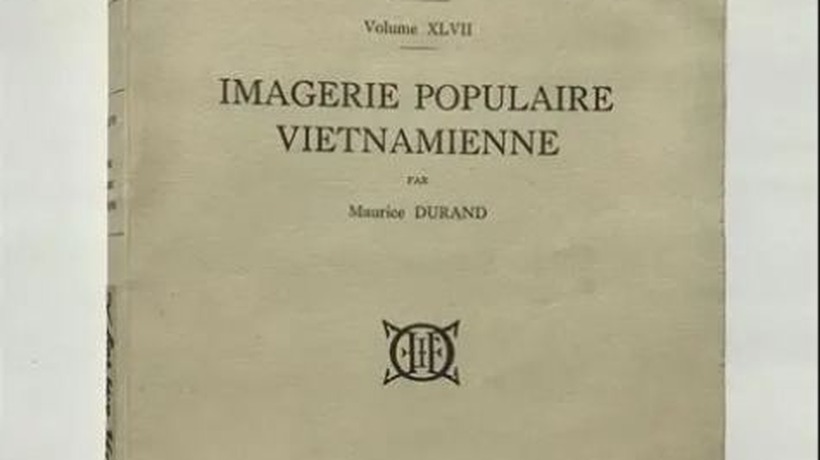 Volume XLVII
IMAGERIE POPULAIRE
VIETNAMIENNE
PAR
Maurice DURAND